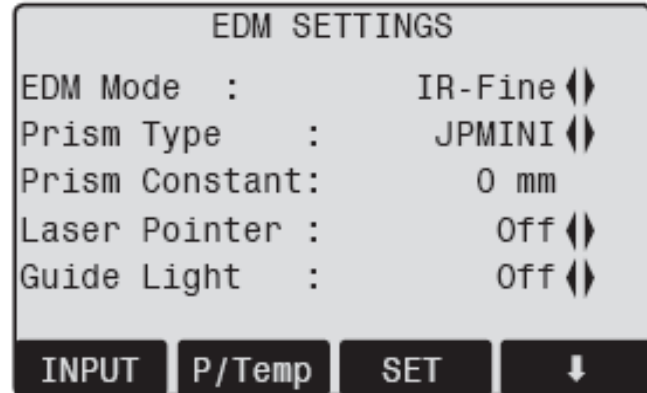 EDM SETTINGS
EDM Mode : IR-Fine
Prism Type : JPMINI
Prism Constant: 0 mm
Laser Pointer : Off
Guide Light : Off
INPUT P/Temp SET ⬇